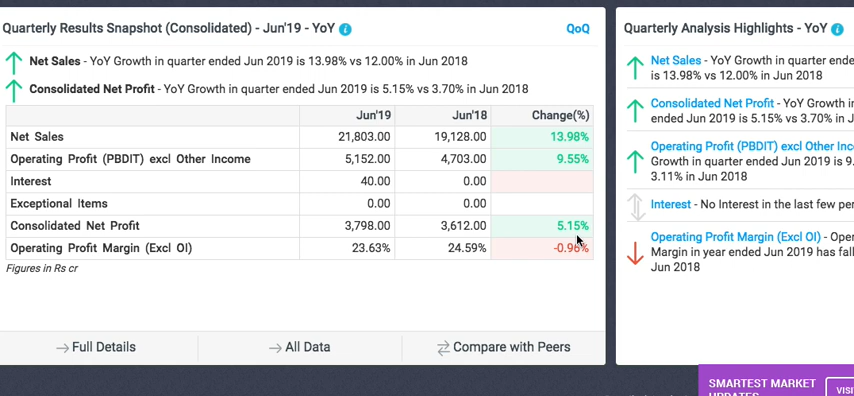 Quarterly Results Snapshot (Consolidated) - Jun'19 - YoY
QoQ
Net Sales - YoY Growth in quarter ended Jun 2019 is 13.98% vs 12.00% in Jun 2018
Consolidated Net Profit - YoY Growth in quarter ended Jun 2019 is 5.15% vs 3.70% in Jun 2018
Jun'19 Jun'18 Change(%)
Net Sales 21,803.00 19,128.00 13.98%
Operating Profit (PBDIT) excl Other Income 5,152.00 4,703.00 9.55%
Interest 40.00 0.00
Exceptional Items 0.00 0.00
Consolidated Net Profit 3,798.00 3,612.00 5.15%
Operating Profit Margin (Excl OI) 23.63% 24.59% -0.96%
Figures in Rs cr
Full Details
All Data
Compare with Peers
Quarterly Analysis Highlights - YoY
Net Sales - YoY Growth in quarter
is 13.98% vs 12.00% in Jun 2018
Consolidated Net Profit - YoY Growth
ended Jun 2019 is 5.15% vs 3.70% in
Operating Profit (PBDIT) excl Other
Growth in quarter ended Jun 2019 is
3.11% in Jun 2018
Interest - No Interest in the last few
Operating Profit Margin (Excl OI) -
Margin in year ended Jun 2019 has
Jun 2018
SMARTEST MARKET
UPDATES